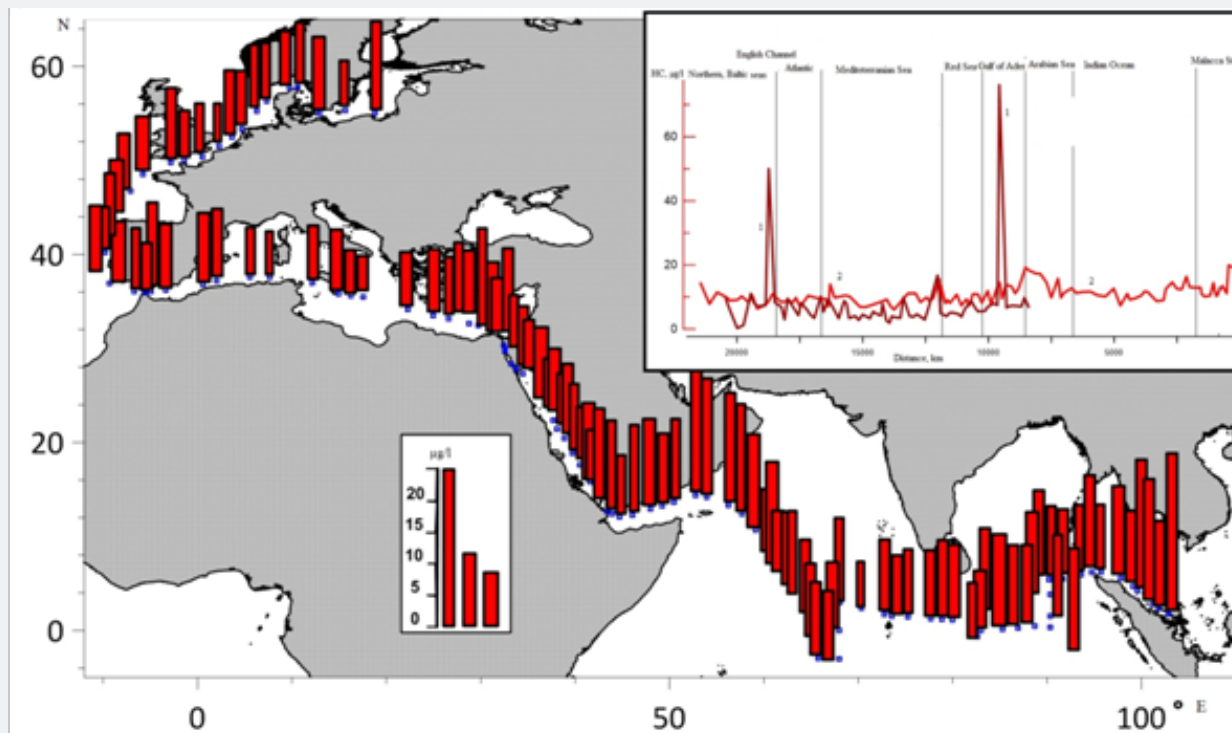 N
60
40
20
0
0
50
100 ° E
µg/l
20
15
10
5
0
English Channel
HC, µg/l Northern, Baltic seas Atlantic Mediterranean Sea Red Sea Gulf of Aden Arabian Sea Indian Ocean Malacca
60
40
20
0
1
1
2
2
20000 15000 10000 5000
Distance, km